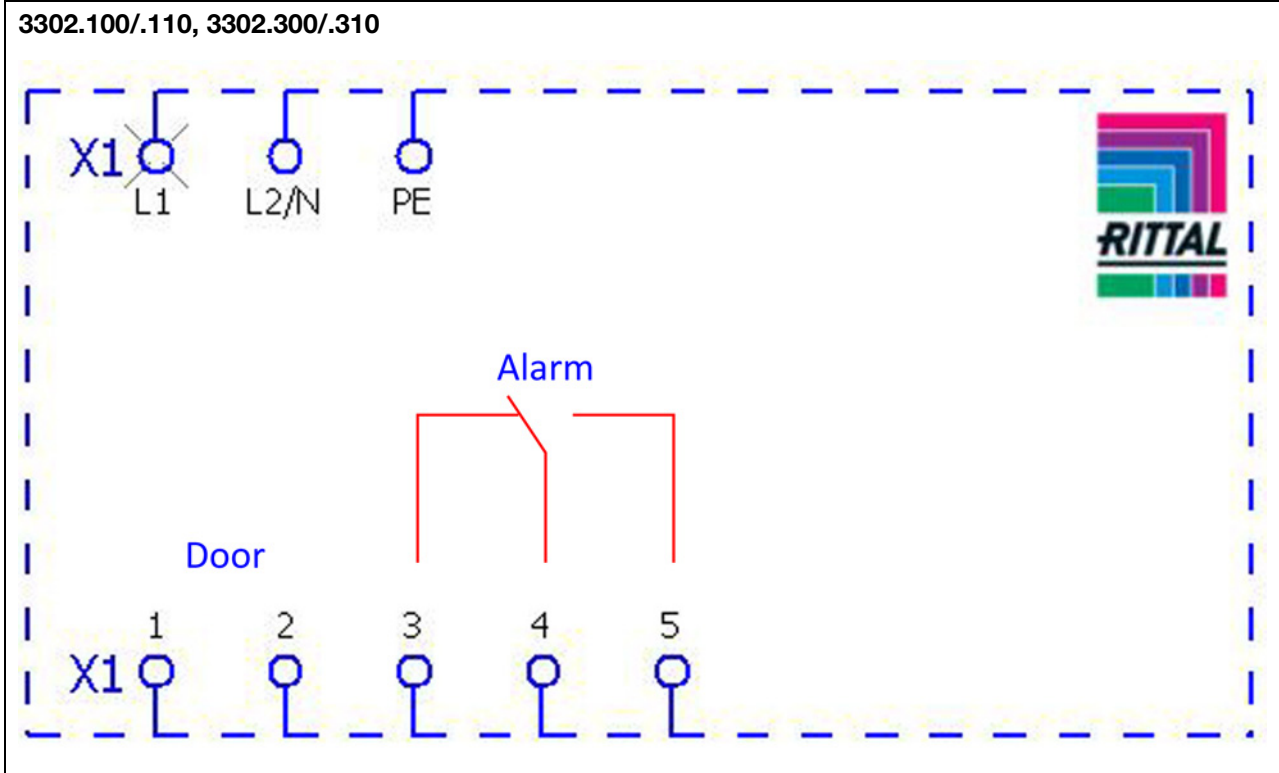 3302.100/.110, 3302.300/.310
X1
L1 L2/N PE
RITTAL
Alarm
Door
1 2 3 4 5
X1